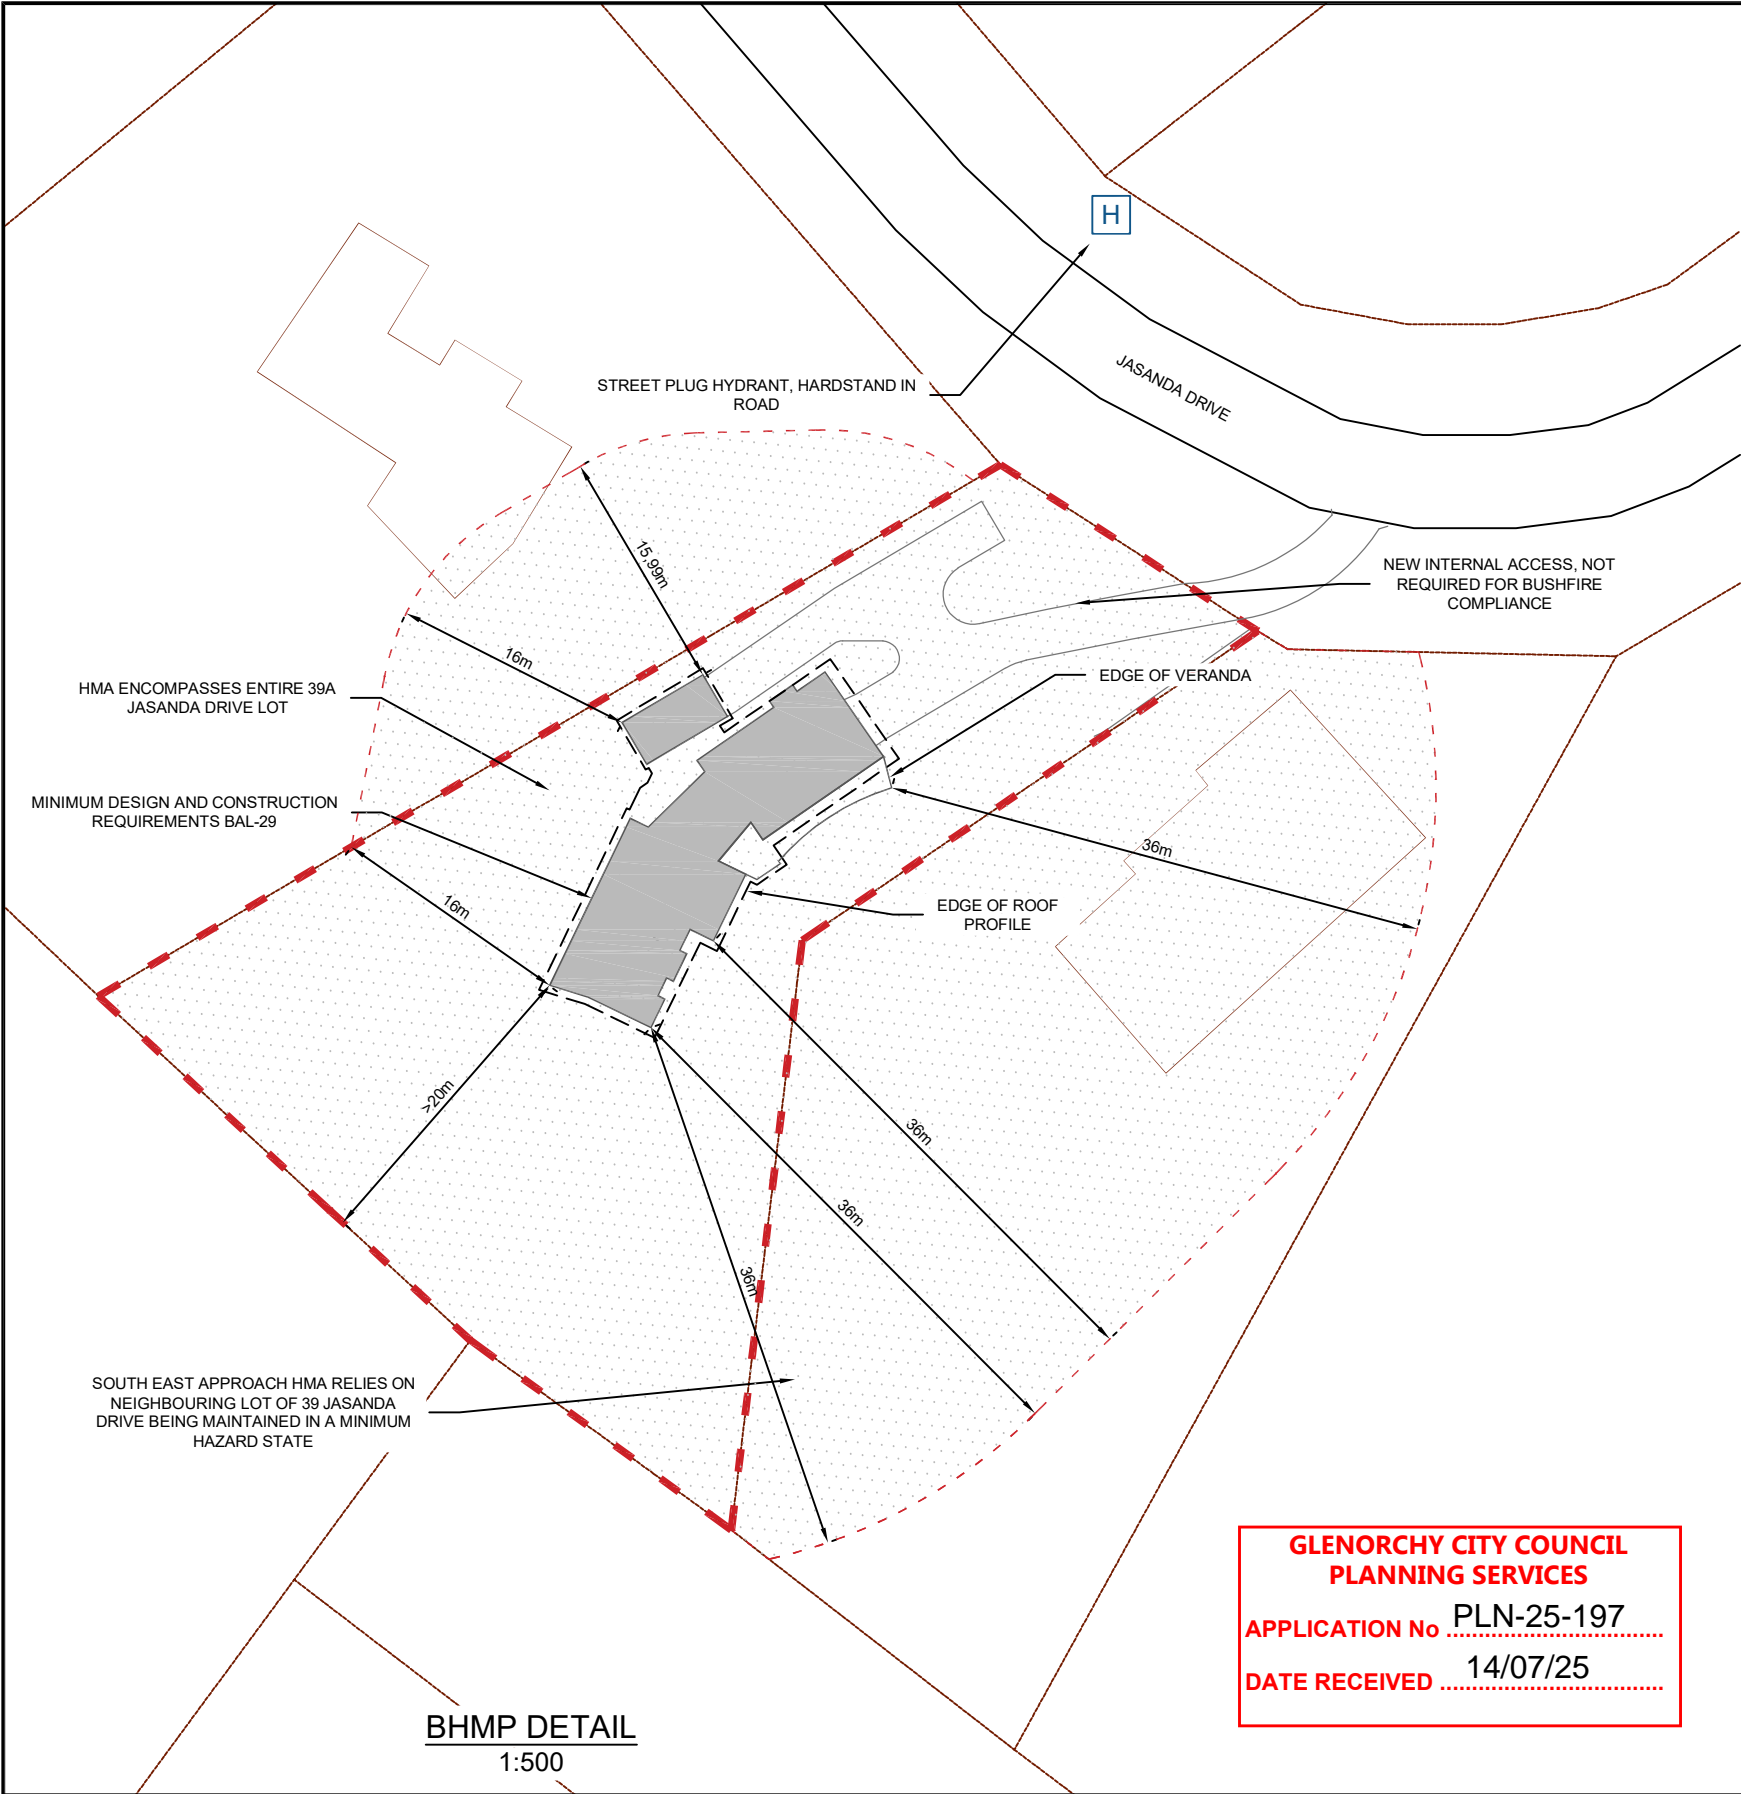 H
STREET PLUG HYDRANT, HARDSTAND IN
ROAD
JASANDA DRIVE
15,99m
NEW INTERNAL ACCESS, NOT
REQUIRED FOR BUSHFIRE
COMPLIANCE
16m
HMA ENCOMPASSES ENTIRE 39A
JASANDA DRIVE LOT
EDGE OF VERANDA
MINIMUM DESIGN AND CONSTRUCTION
REQUIREMENTS BAL-29
36m
16m
EDGE OF ROOF
PROFILE
>20m
36m
36m
36m
SOUTH EAST APPROACH HMA RELIES ON
NEIGHBOURING LOT OF 39 JASANDA
DRIVE BEING MAINTAINED IN A MINIMUM
HAZARD STATE
GLENORCHY CITY COUNCIL
PLANNING SERVICES
APPLICATION No PLN-25-197
DATE RECEIVED 14/07/25
BHMP DETAIL
1:500